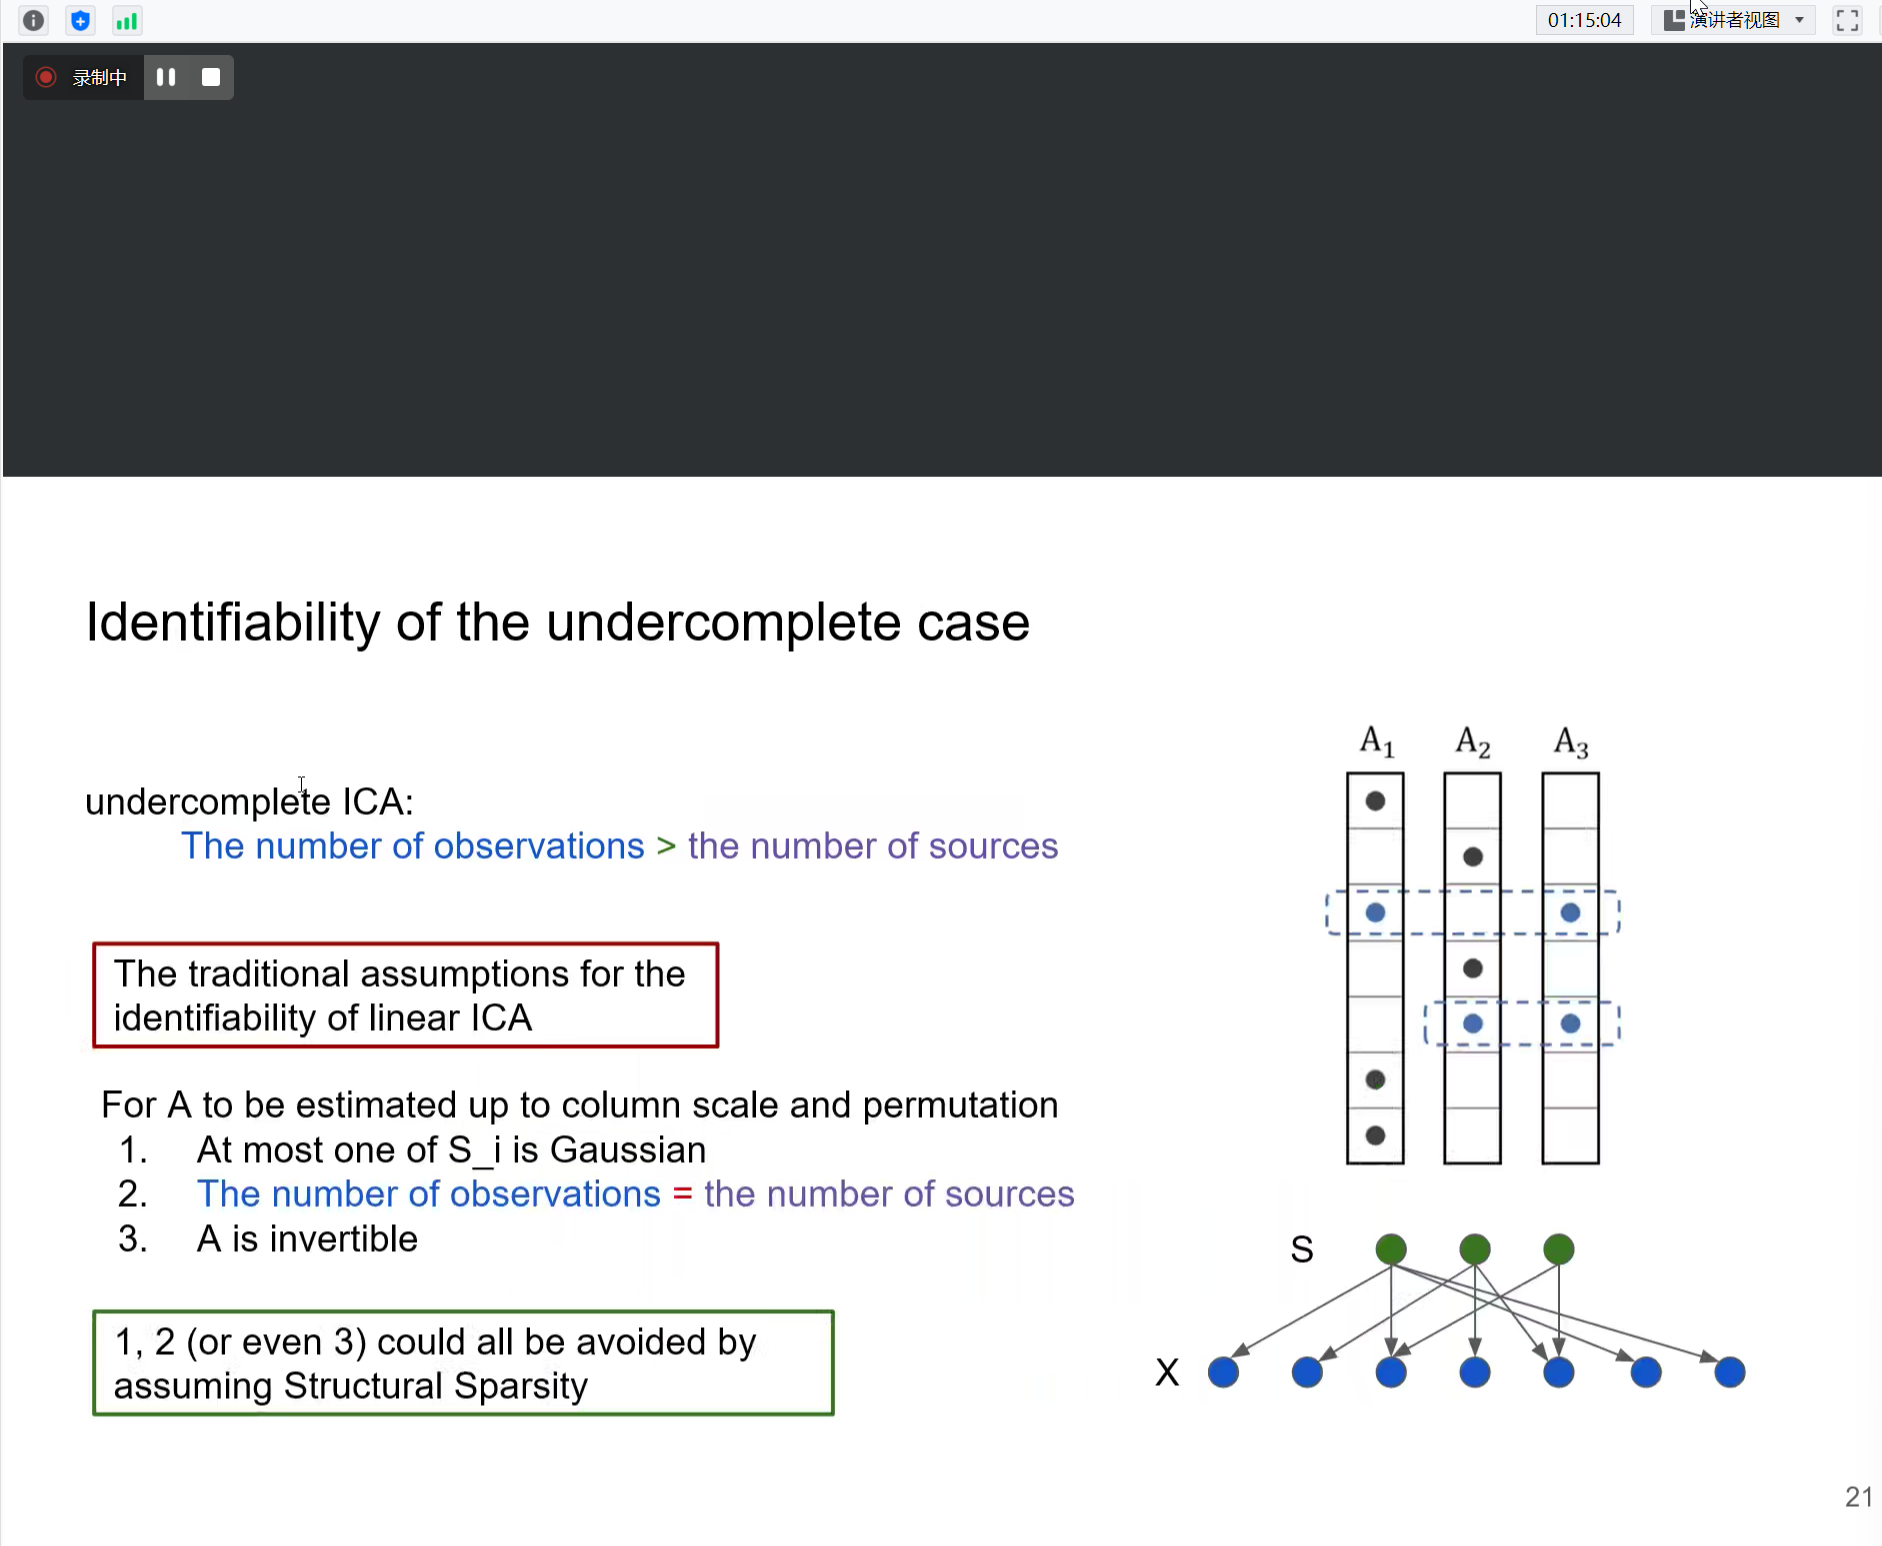 01:15:04
演讲者视图
录制中
Identifiability of the undercomplete case
undercomplete ICA:
The number of observations > the number of sources
The traditional assumptions for the
identifiability of linear ICA
For A to be estimated up to column scale and permutation
1. At most one of S_i is Gaussian
2. The number of observations = the number of sources
3. A is invertible
1, 2 (or even 3) could all be avoided by
assuming Structural Sparsity
A₁ A₂ A₃
S
X
21